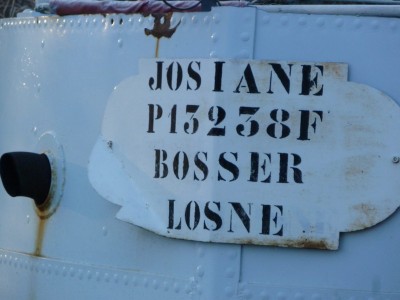 JOSIANE
P13238F
BOSSER
LOSNE